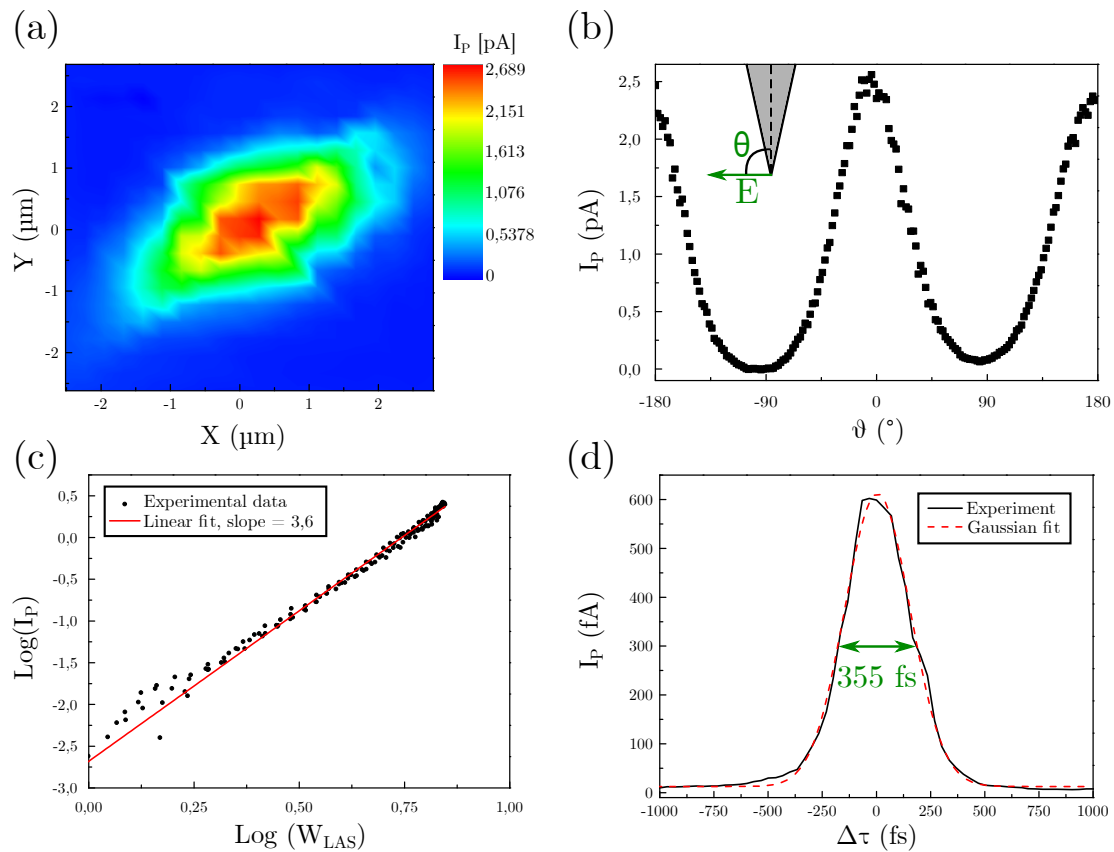 (a)
I_P [pA]
2,689
2,151
1,613
1,076
0,5378
0
2
1
0
-1
-2
Y (µm)
-2
-1
0
1
2
X (µm)
(b)
2,5
2,0
1,5
1,0
0,5
0,0
I_P (pA)
θ
E
-180
-90
0
90
180
ϑ (°)
(c)
0,5
0,0
-0,5
-1,0
-1,5
-2,0
-2,5
-3,0
Log(I_P)
Experimental data
Linear fit, slope = 3,6
0,00
0,50
0,75
1,00
Log (W_LAS)
(d)
600
500
400
300
200
100
0
I_P (fA)
Experiment
Gaussian fit
355 fs
-1000
-750
-500
-250
0
250
500
750
1000
Δτ (fs)